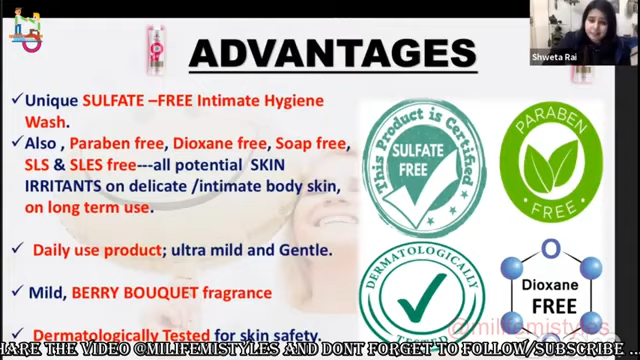 ADVANTAGES
Shweta Rai
✓Unique SULFATE –FREE Intimate Hygiene
Wash.
✓Also , Paraben free, Dioxane free, Soap free,
SLS & SLES free---all potential SKIN
IRRITANTS on delicate /intimate body skin,
on long term use.
✓ Daily use product; ultra mild and Gentle.
✓ Mild, BERRY BOUQUET fragrance
✓ Dermatologically Tested for skin safety.
This Product is Certified
SULFATE
FREE
PARABEN
FREE
DERMATOLOGICALLY
TESTED
Dioxane
FREE
@milifemistyles
HARE THE VIDEO @MILIFEMISTYLES AND DONT FORGET TO FOLLOW/SUBSCRIBE